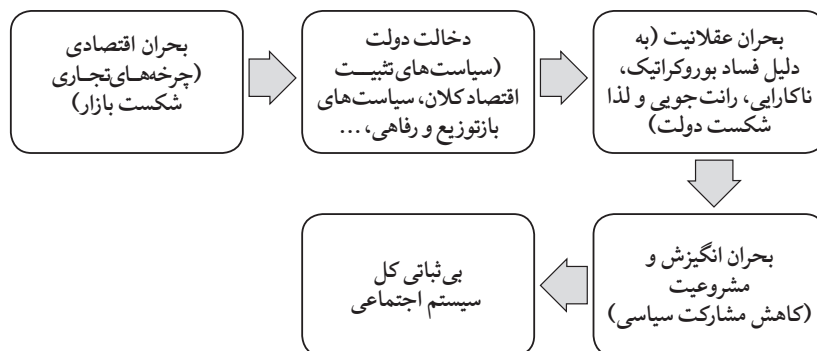 بحران اقتصادی
(چرخه‌های تجاری
شکست بازار)
دخالت دولت
(سیاست‌های تثبیت
اقتصاد کلان، سیاست‌های
بازتوزیع و رفاهی، ...
بحران عقلانیت (به
دلیل فساد بوروکراتیک،
ناکارایی، رانت‌جویی و لذا
شکست دولت)
بحران انگیزش و
مشروعیت
(کاهش مشارکت سیاسی)
بی‌ثباتی کل
سیستم اجتماعی